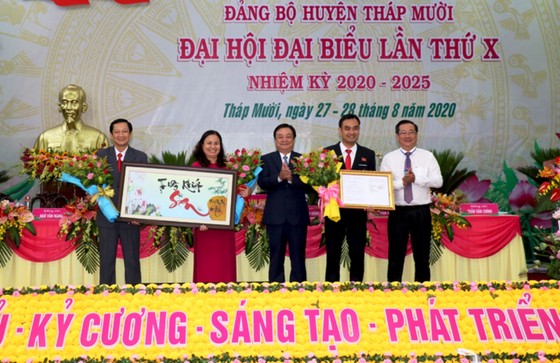 ĐẢNG BỘ HUYỆN THÁP MƯỜI
ĐẠI HỘI ĐẠI BIỂU LẦN THỨ X
NHIỆM KỲ 2020 - 2025
Tháp Mười, ngày 27 - 28 tháng 8 năm 2020
- KỶ CƯƠNG - SÁNG TẠO - PHÁT TRIỂN